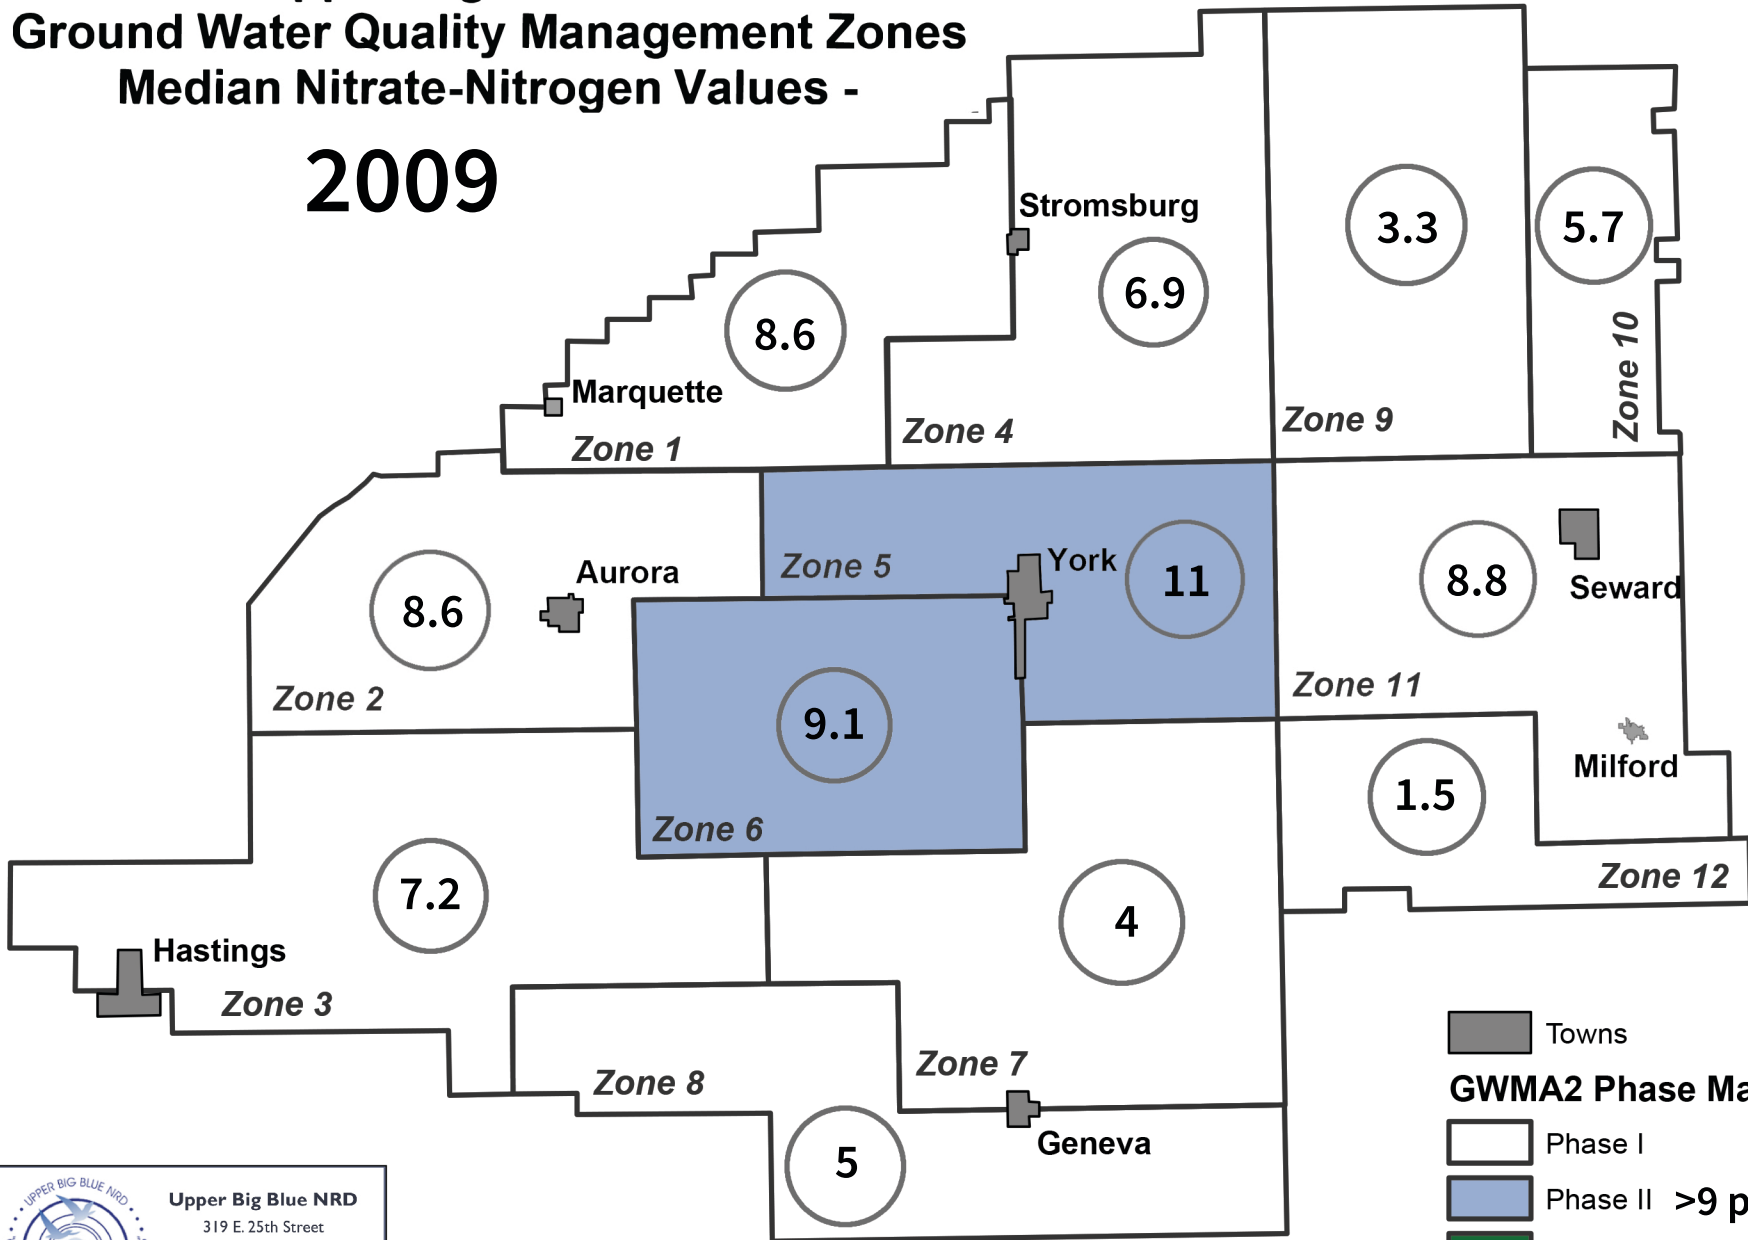 Ground Water Quality Management Zones
Median Nitrate-Nitrogen Values -
2009
Stromsburg
3.3
5.7
6.9
8.6
Zone 10
Marquette
Zone 1
Zone 4
Zone 9
Zone 5
York
11
Aurora
8.6
8.8
Seward
Zone 2
Zone 11
9.1
Milford
1.5
Zone 6
Zone 12
7.2
4
Hastings
Zone 3
Zone 7
Zone 8
Geneva
5
Towns
GWMA2 Phase Ma
Phase I
Phase II >9 p
UPPER BIG BLUE NRD
Upper Big Blue NRD
319 E. 25th Street